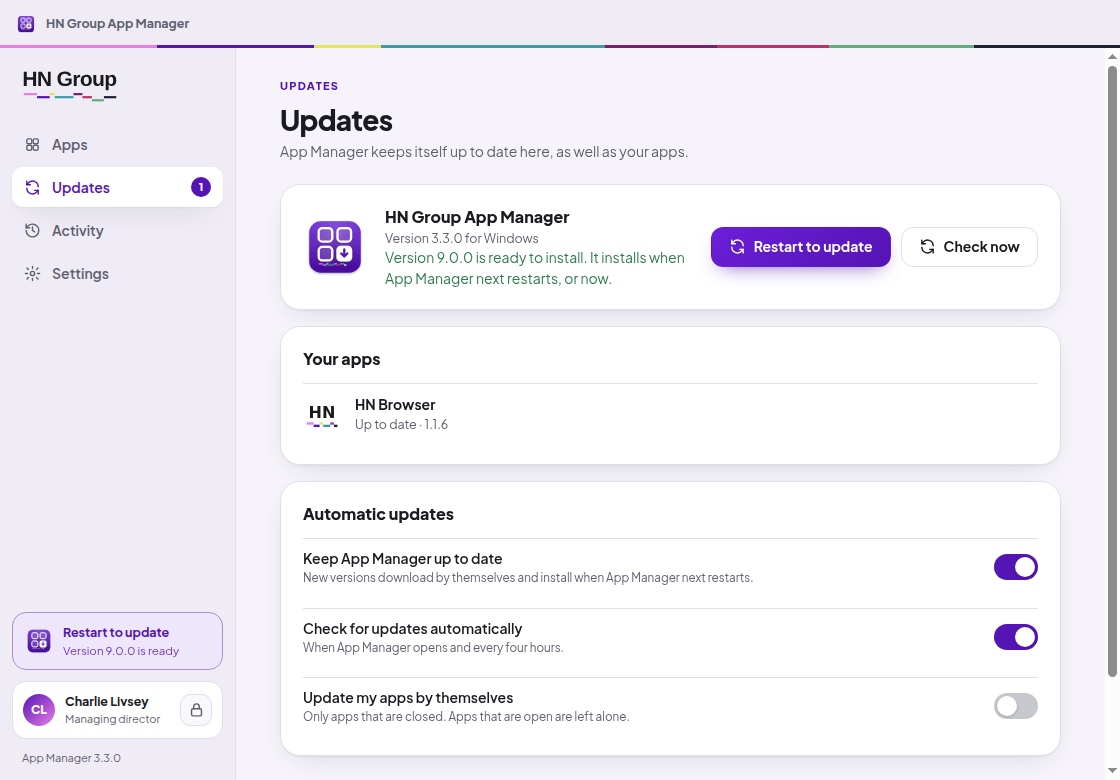 HN Group App Manager
HN Group
Apps
Updates
1
Activity
Settings
Restart to update
Version 9.0.0 is ready
CL
Charlie Livsey
Managing director
App Manager 3.3.0
UPDATES
Updates
App Manager keeps itself up to date here, as well as your apps.
HN Group App Manager
Version 3.3.0 for Windows
Version 9.0.0 is ready to install. It installs when
App Manager next restarts, or now.
Restart to update
Check now
Your apps
HN
HN Browser
Up to date · 1.1.6
Automatic updates
Keep App Manager up to date
New versions download by themselves and install when App Manager next restarts.
Check for updates automatically
When App Manager opens and every four hours.
Update my apps by themselves
Only apps that are closed. Apps that are open are left alone.